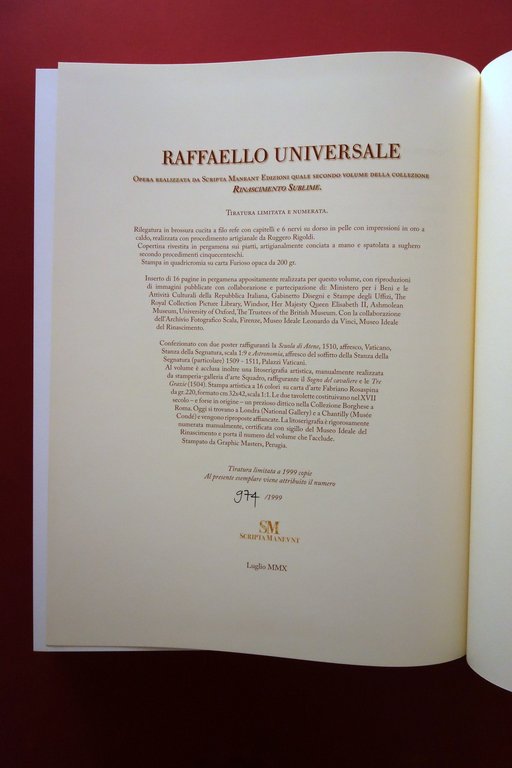 RAFFAELLO UNIVERSALE
Opera realizzata da Scripta Maneant Edizioni quale secondo volume della collezione
Rinascimento Sublime.
Tiratura limitata e numerata.
Rilegatura in brossura cucita a filo refe con capitelli e 6 nervi su dorso in pelle con impressioni in oro a
caldo, realizzata con procedimento artigianale da Ruggero Rigoldi.
Copertina rivestita in pergamena sui piatti, artigianalmente conciata a mano e spatolata a sughero
secondo procedimenti cinquecenteschi.
Stampa in quadricromia su carta Furioso opaca da 200 gr.
Inserto di 16 pagine in pergamena appositamente realizzata per questo volume, con riproduzioni
di immagini pubblicate con collaborazione e partecipazione di: Ministero per i Beni e le
Attività Culturali della Repubblica Italiana, Gabinetto Disegni e Stampe degli Uffizi, The
Royal Collection Picture Library, Windsor, Her Majesty Queen Elisabeth II, Ashmolean
Museum, University of Oxford, The Trustees of the British Museum. Con la collaborazione
dell'Archivio Fotografico Scala, Firenze, Museo Ideale Leonardo da Vinci, Museo Ideale
del Rinascimento.
Confezionato con due poster raffiguranti la Scuola di Atene, 1510, affresco, Vaticano,
Stanza della Segnatura, scala 1:9 e Astronomia, affresco del soffitto della Stanza della
Segnatura (particolare) 1509 - 1511, Palazzi Vaticani.
Al volume è acclusa inoltre una litoserigrafia artistica, manualmente realizzata
da stamperia-galleria d'arte Squadro, raffigurante il Sogno del cavaliere e le Tre
Grazie (1504). Stampa artistica a 16 colori su carta d'arte Fabriano Rosaspina
da gr. 220, formato cm 32x42, scala 1:1. Le due tavolette costituivano nel XVII
secolo – e forse in origine – un prezioso dittico nella Collezione Borghese a
Roma. Oggi si trovano a Londra (National Gallery) e a Chantilly (Musée
Condé) e vengono riproposte affiancate. La litoserigrafia è rigorosamente
numerata manualmente, certificata con sigillo del Museo Ideale del
Rinascimento e porta il numero del volume che l'acclude.
Stampato da Graphic Masters, Perugia.
Tiratura limitata a 1999 copie
Al presente esemplare viene attribuito il numero
974 /1999
SM
SCRIPTA MANEVNT
Luglio MMX